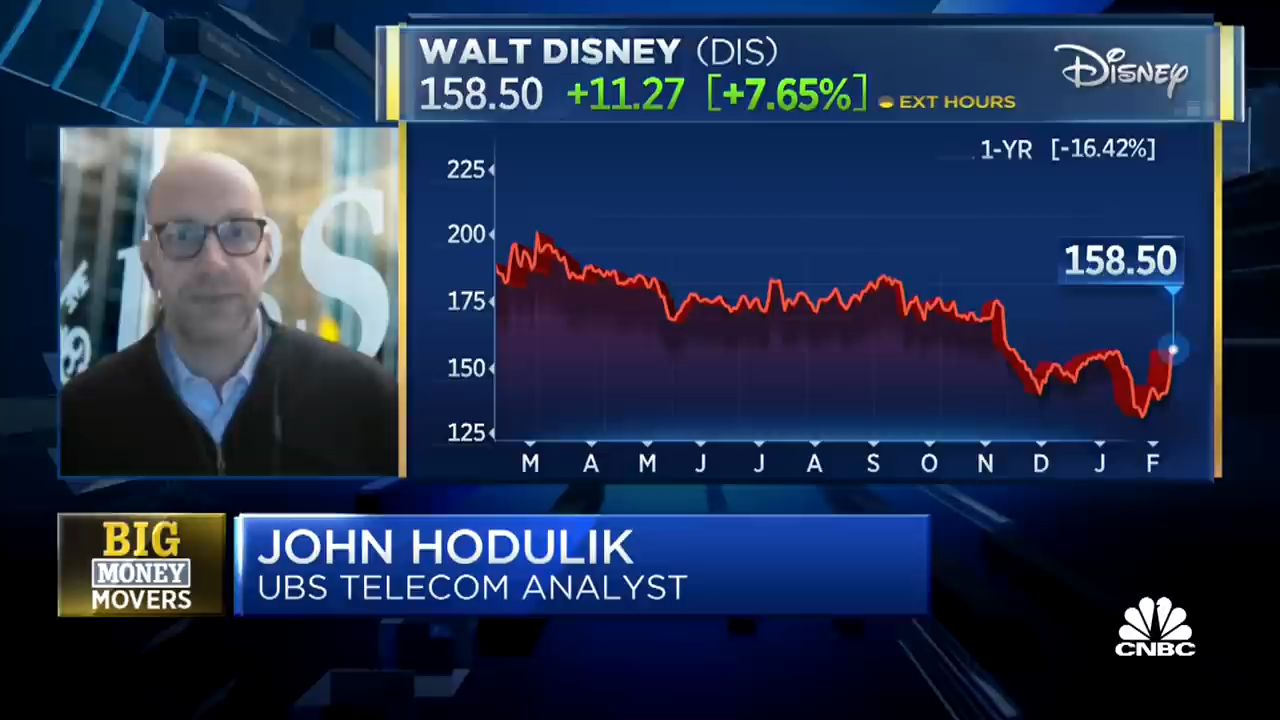 WALT DISNEY (DIS)
158.50 +11.27 [+7.65%] EXT HOURS
Disney
1-YR [-16.42%]
225
200
175
150
125
158.50
M A M J J A S O N D J F
BIG
MONEY
MOVERS
JOHN HODULIK
UBS TELECOM ANALYST
CNBC